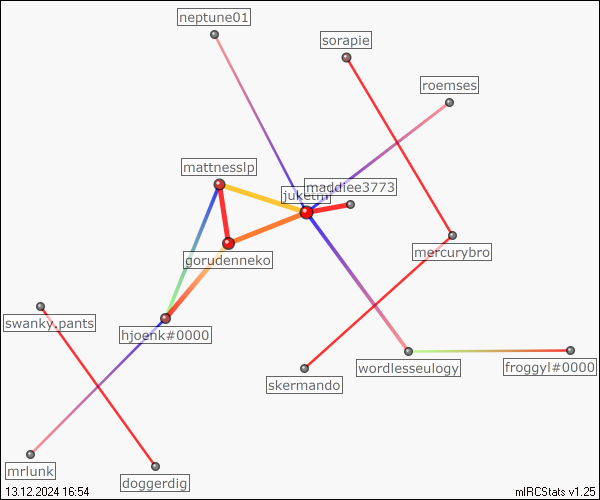 neptune01
sorapie
roemses
mattnesslp
maddiee3773
gorudenneko
mercurybro
swanky.pants
hjoenk#0000
wordlesseulogy
froggyl#0000
skermando
mrlunk
doggerdig
13.12.2024 16:54
mIRCStats v1.25